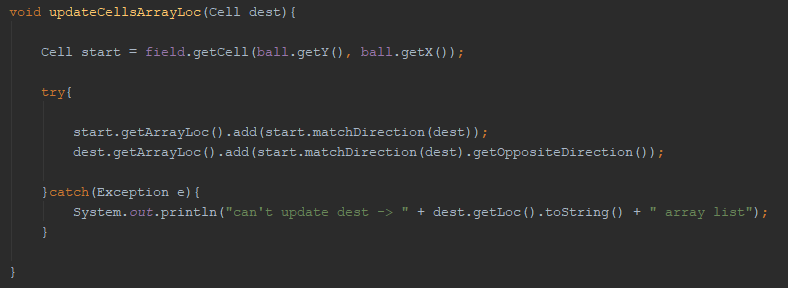 void updateCellsArrayLoc(Cell dest){
Cell start = field.getCell(ball.getY(), ball.getX());
try{
start.getArrayLoc().add(start.matchDirection(dest));
dest.getArrayLoc().add(start.matchDirection(dest).getOppositeDirection());
}catch(Exception e){
System.out.println("can't update dest -> " + dest.getLoc().toString() + " array list");
}
}